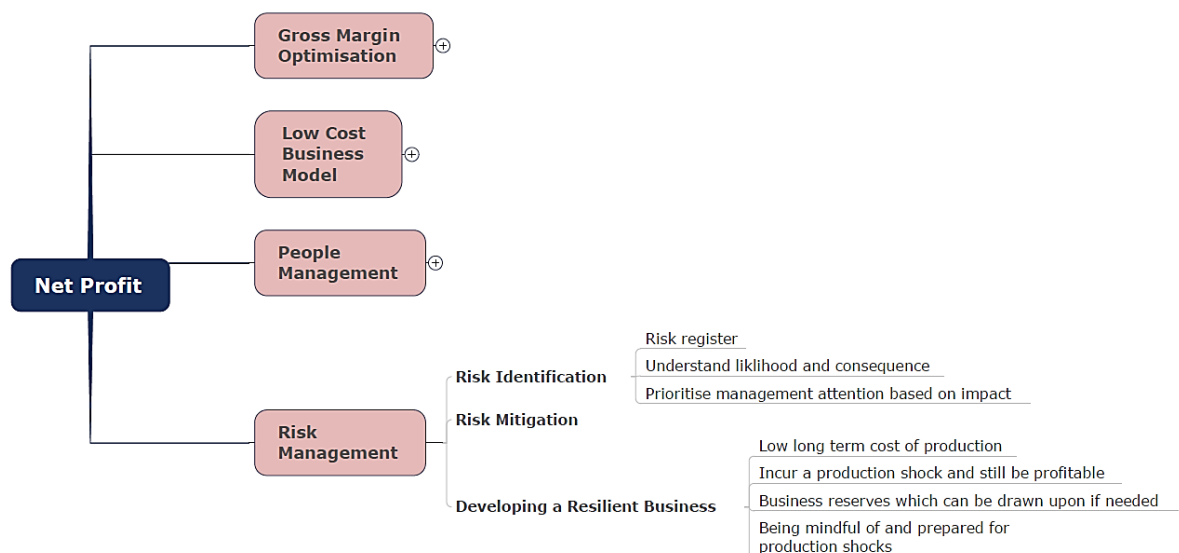 Gross Margin
Optimisation
Low Cost
Business
Model
People
Management
Net Profit
Risk
Management
Risk Identification
Risk register
Understand liklihood and consequence
Prioritise management attention based on impact
Risk Mitigation
Developing a Resilient Business
Low long term cost of production
Incur a production shock and still be profitable
Business reserves which can be drawn upon if needed
Being mindful of and prepared for
production shocks